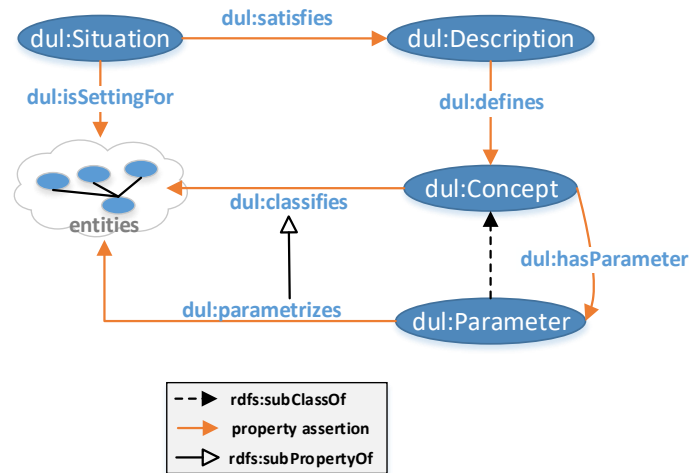 dul:satisfies
dul:Situation
dul:Description
dul:isSettingFor
dul:defines
dul:Concept
dul:classifies
entities
dul:hasParameter
dul:parametrizes
dul:Parameter
rdfs:subClassOf
property assertion
rdfs:subPropertyOf